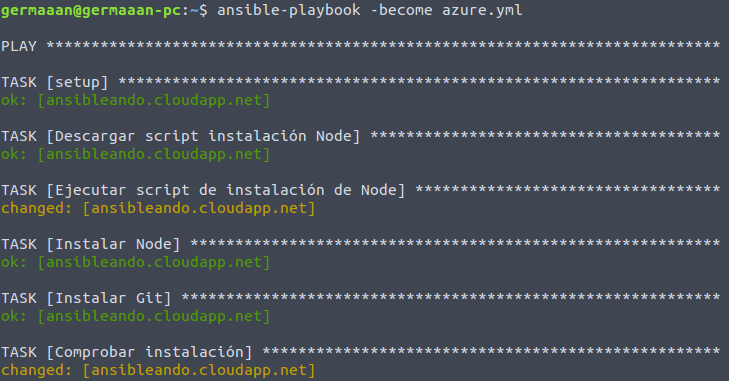 germaaan@germaaan-pc:~$ ansible-playbook -become azure.yml
PLAY ***************************************************************************
TASK [setup] *******************************************************************
ok: [ansibleando.cloudapp.net]
TASK [Descargar script instalación Node] ***************************************
ok: [ansibleando.cloudapp.net]
TASK [Ejecutar script de instalación de Node] **********************************
changed: [ansibleando.cloudapp.net]
TASK [Instalar Node] ***********************************************************
ok: [ansibleando.cloudapp.net]
TASK [Instalar Git] ************************************************************
ok: [ansibleando.cloudapp.net]
TASK [Comprobar instalación] ***************************************************
changed: [ansibleando.cloudapp.net]